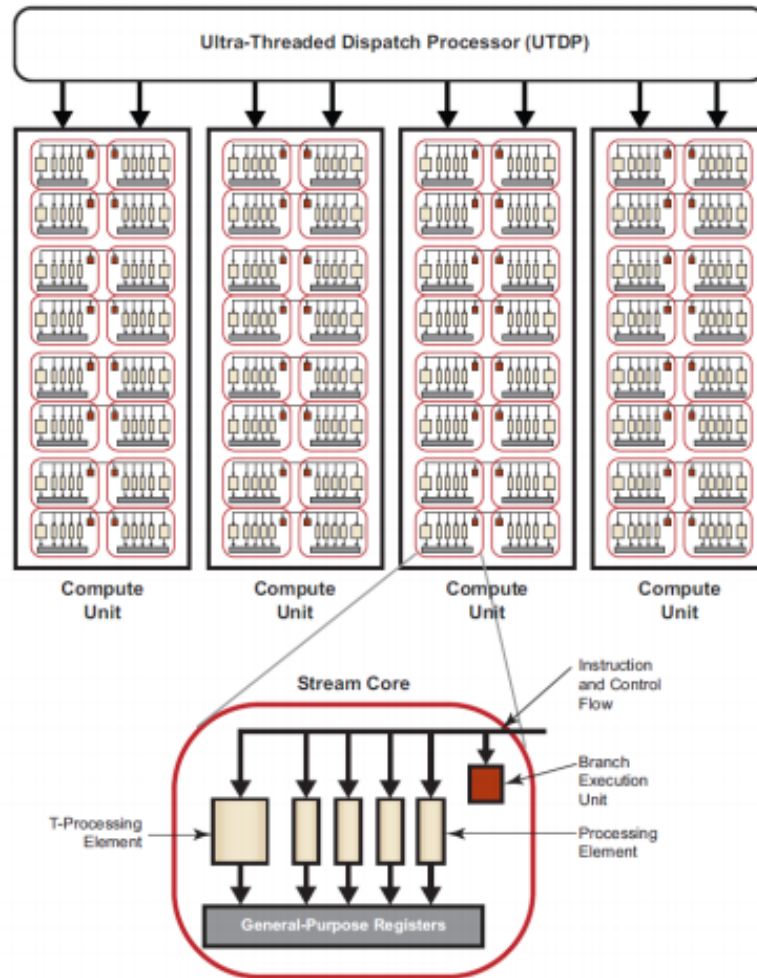 Ultra-Threaded Dispatch Processor (UTDP)
Compute
Unit
Compute
Unit
Compute
Unit
Compute
Unit
Stream Core
Instruction
and Control
Flow
Branch
Execution
Unit
T-Processing
Element
Processing
Element
General-Purpose Registers